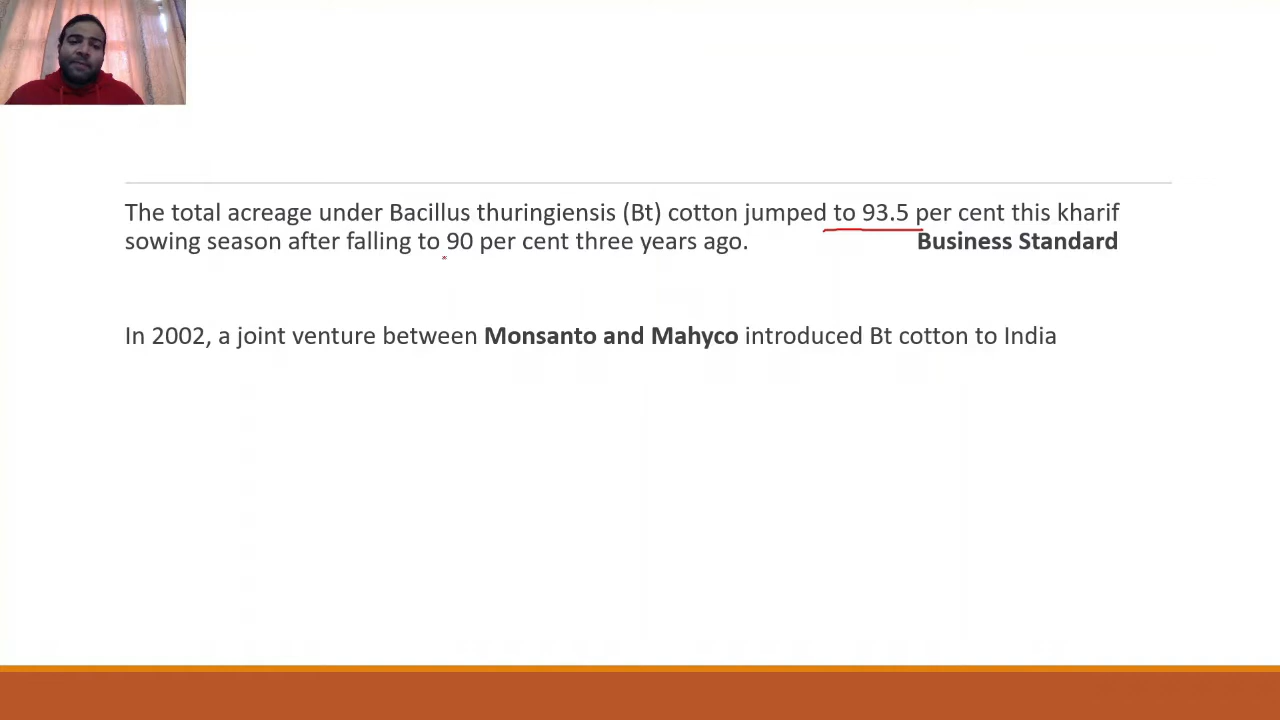 The total acreage under Bacillus thuringiensis (Bt) cotton jumped to 93.5 per cent this kharif
sowing season after falling to 90 per cent three years ago. Business Standard
In 2002, a joint venture between Monsanto and Mahyco introduced Bt cotton to India